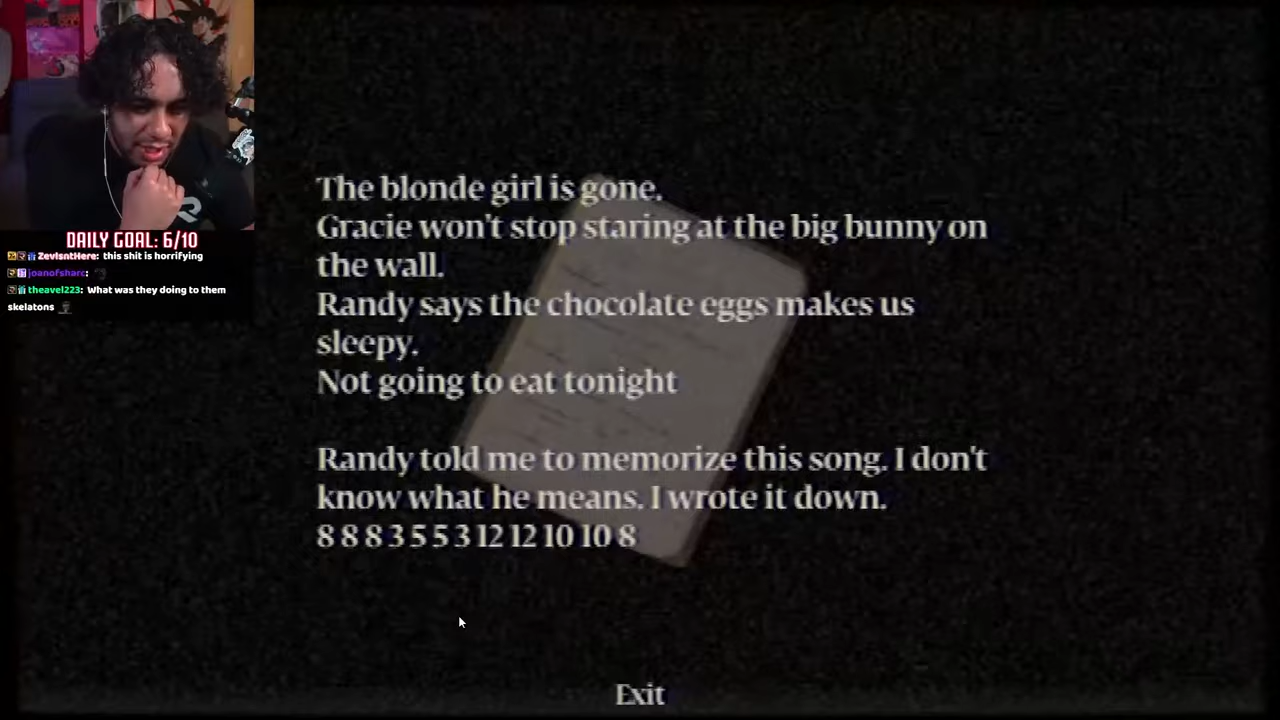 DAILY GOAL: 6/10
ZevIsntHere: this shit is horrifying
joanofsharc:
theavel223: What was they doing to them
skelatons
The blonde girl is gone.
Gracie won't stop staring at the big bunny on
the wall.
Randy says the chocolate eggs makes us
sleepy.
Not going to eat tonight
Randy told me to memorize this song. I don't
know what he means. I wrote it down.
8 8 8 3 5 5 3 12 12 10 10 8
Exit